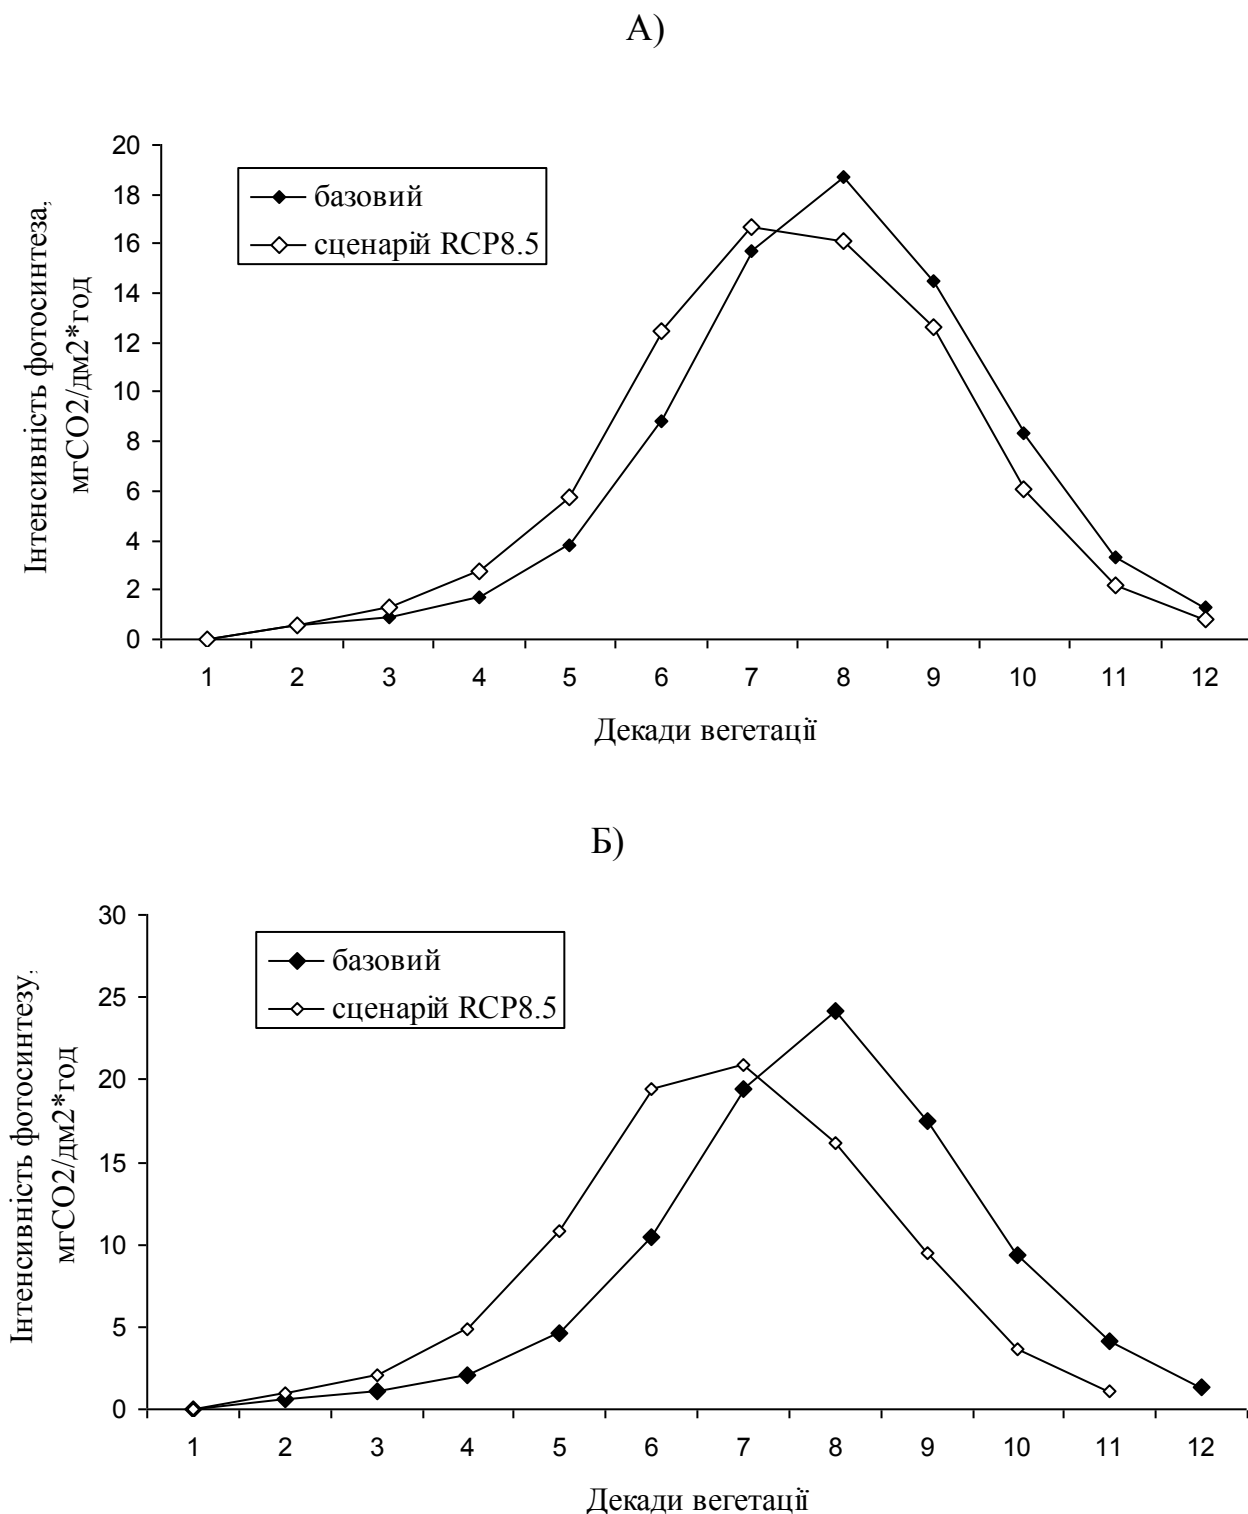 А)
20
18
16
14
12
10
8
6
4
2
0
Інтенсивність фотосинтеза,
мгСО2/дм2*год
базовий
сценарій RCP8.5
1 2 3 4 5 6 7 8 9 10 11 12
Декади вегетації
Б)
30
25
20
15
10
5
0
Інтенсивність фотосинтезу,
мгСО2/дм2*год
базовий
сценарій RCP8.5
1 2 3 4 5 6 7 8 9 10 11 12
Декади вегетації